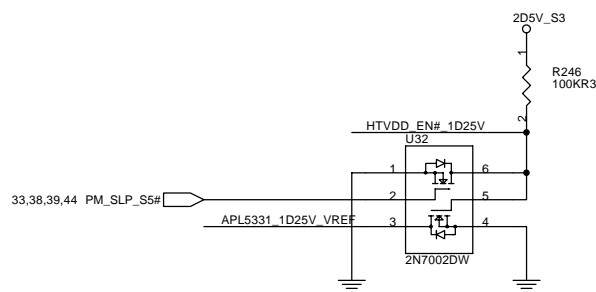 2D5V_S3
1
R246
100KR3
2
HTVDD_EN#_1D25V
U32
1 6
33,38,39,44 PM_SLP_S5# 2 5
APL5331_1D25V_VREF 3 4
2N7002DW